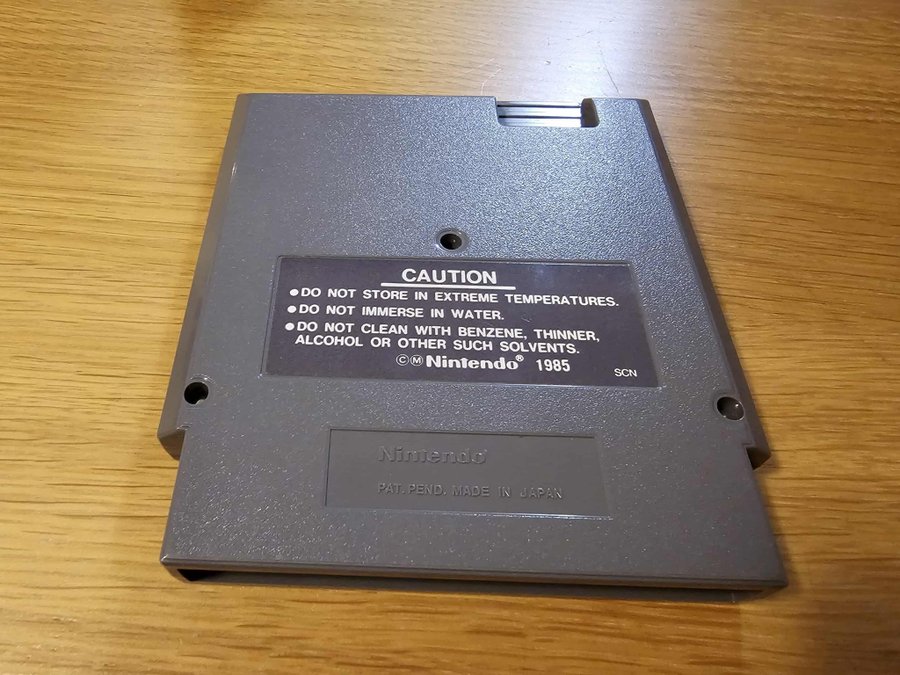 CAUTION
●DO NOT STORE IN EXTREME TEMPERATURES.
●DO NOT IMMERSE IN WATER.
●DO NOT CLEAN WITH BENZENE, THINNER,
ALCOHOL OR OTHER SUCH SOLVENTS.
ⒸⓂ Nintendo® 1985 SCN
Nintendo®
PAT. PEND. MADE IN JAPAN